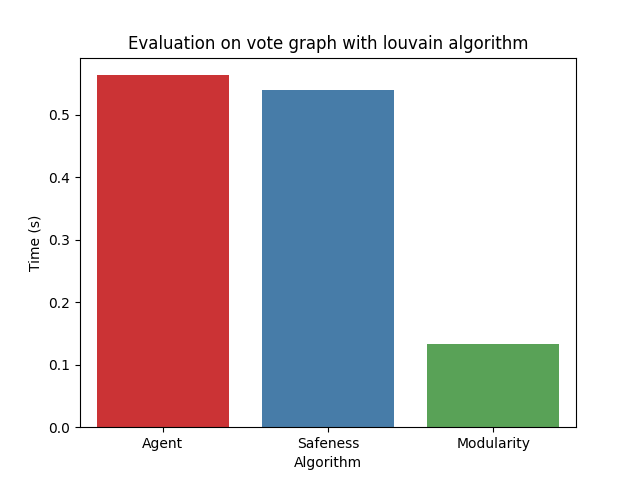 Evaluation on vote graph with louvain algorithm
Time (s)
0.5
0.4
0.3
0.2
0.1
0.0
Agent
Safeness
Modularity
Algorithm